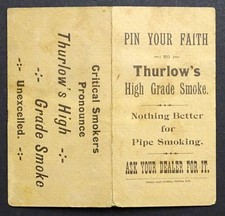 Critical Smokers
Pronounce
Thurlow's High
-:- Grade Smoke
-:- Unexcelled. -:-
PIN YOUR FAITH
TO
Thurlow's
High Grade Smoke.
Nothing Better
for
Pipe Smoking.
ASK YOUR DEALER FOR IT.